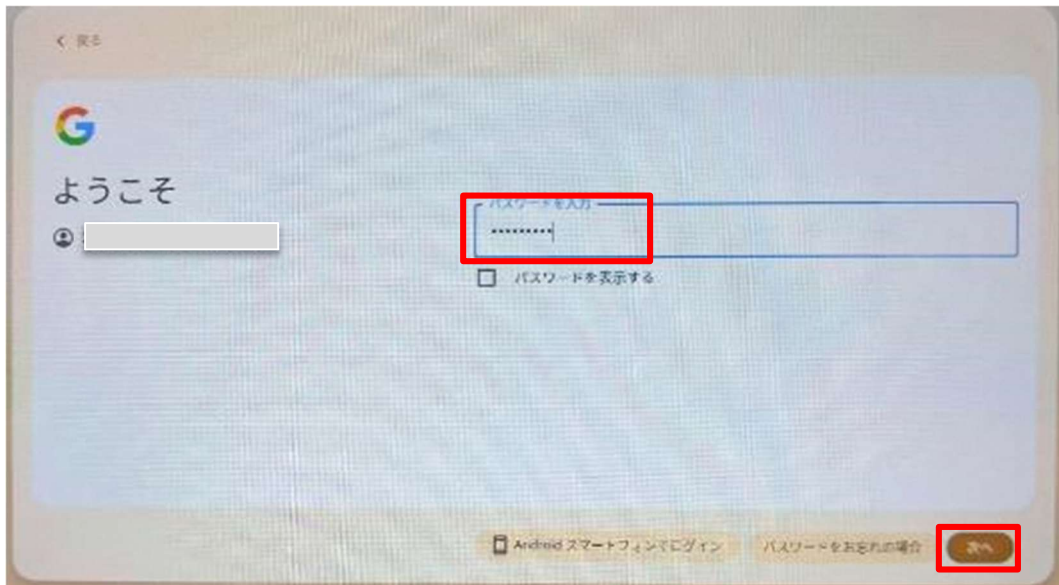 戻る
ようこそ
パスワードを入力
•••••••••
パスワードを表示する
Android スマートフォンでログイン
パスワードをお忘れの場合
次へ